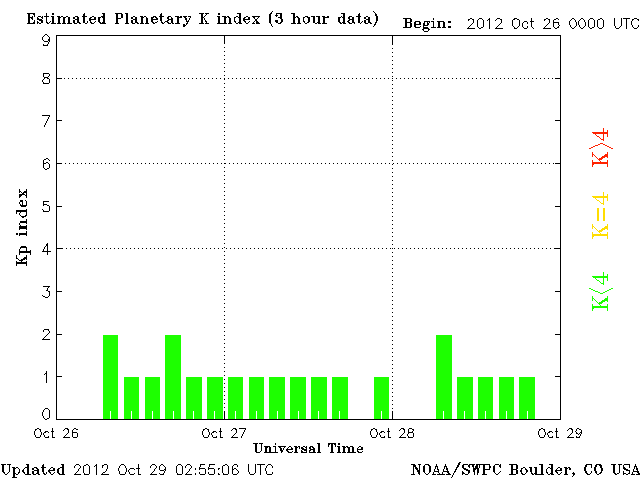 Estimated Planetary K index (3 hour data) Begin: 2012 Oct 26 0000 UTC
9
8
7
6
5
4
3
2
1
0
Kp index
K>4
K=4
K<4
Oct 26 Oct 27 Oct 28 Oct 29
Universal Time
Updated 2012 Oct 29 02:55:06 UTC NOAA/SWPC Boulder, CO USA